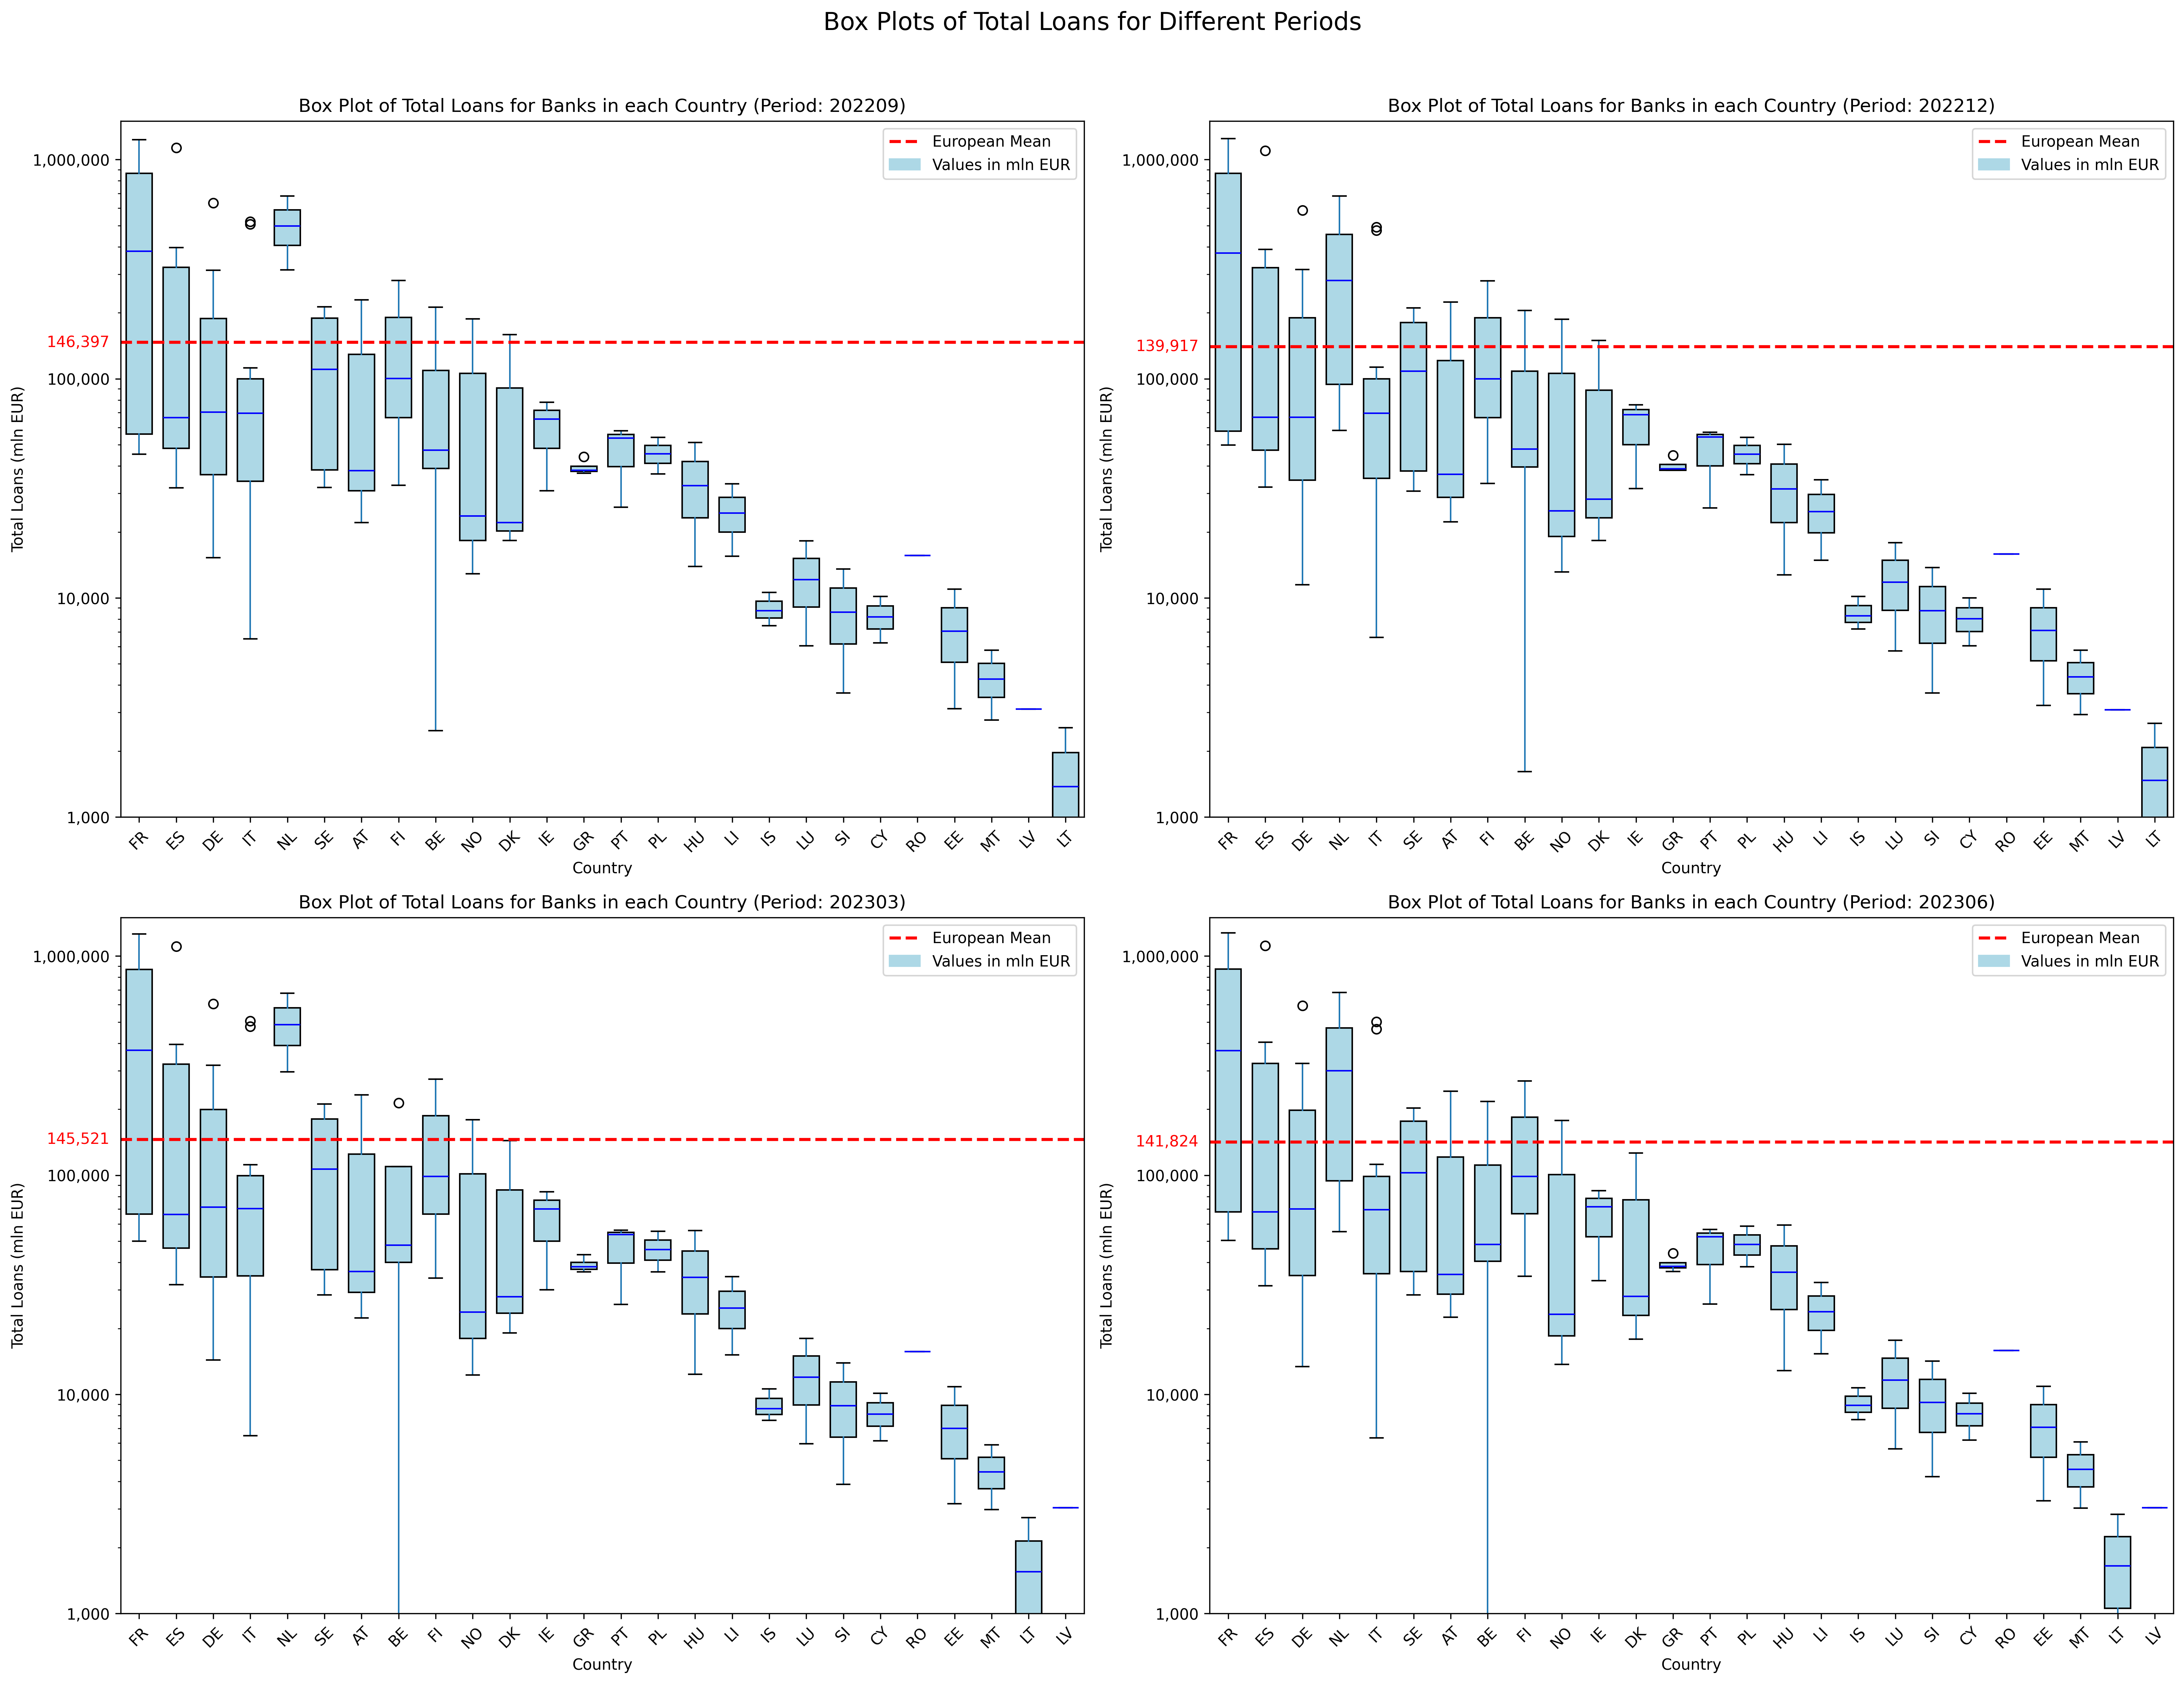 Box Plots of Total Loans for Different Periods
Box Plot of Total Loans for Banks in each Country (Period: 202209)
European Mean
Values in mln EUR
1,000,000
146,397
100,000
10,000
1,000
Total Loans (mln EUR)
FR ES DE IT NL SE AT FI BE NO DK IE GR PT PL HU LI IS LU SI CY RO EE MT LV LT
Country
Box Plot of Total Loans for Banks in each Country (Period: 202212)
European Mean
Values in mln EUR
1,000,000
139,917
100,000
10,000
1,000
Total Loans (mln EUR)
FR ES DE NL IT SE AT FI BE NO DK IE GR PT PL HU LI IS LU SI CY RO EE MT LV LT
Country
Box Plot of Total Loans for Banks in each Country (Period: 202303)
European Mean
Values in mln EUR
1,000,000
145,521
100,000
10,000
1,000
Total Loans (mln EUR)
FR ES DE IT NL SE AT BE FI NO DK IE GR PT PL HU LI IS LU SI CY RO EE MT LT LV
Country
Box Plot of Total Loans for Banks in each Country (Period: 202306)
European Mean
Values in mln EUR
1,000,000
141,824
100,000
10,000
1,000
Total Loans (mln EUR)
FR ES DE NL IT SE AT BE FI NO IE DK GR PT PL HU LI IS LU SI CY RO EE MT LT LV
Country